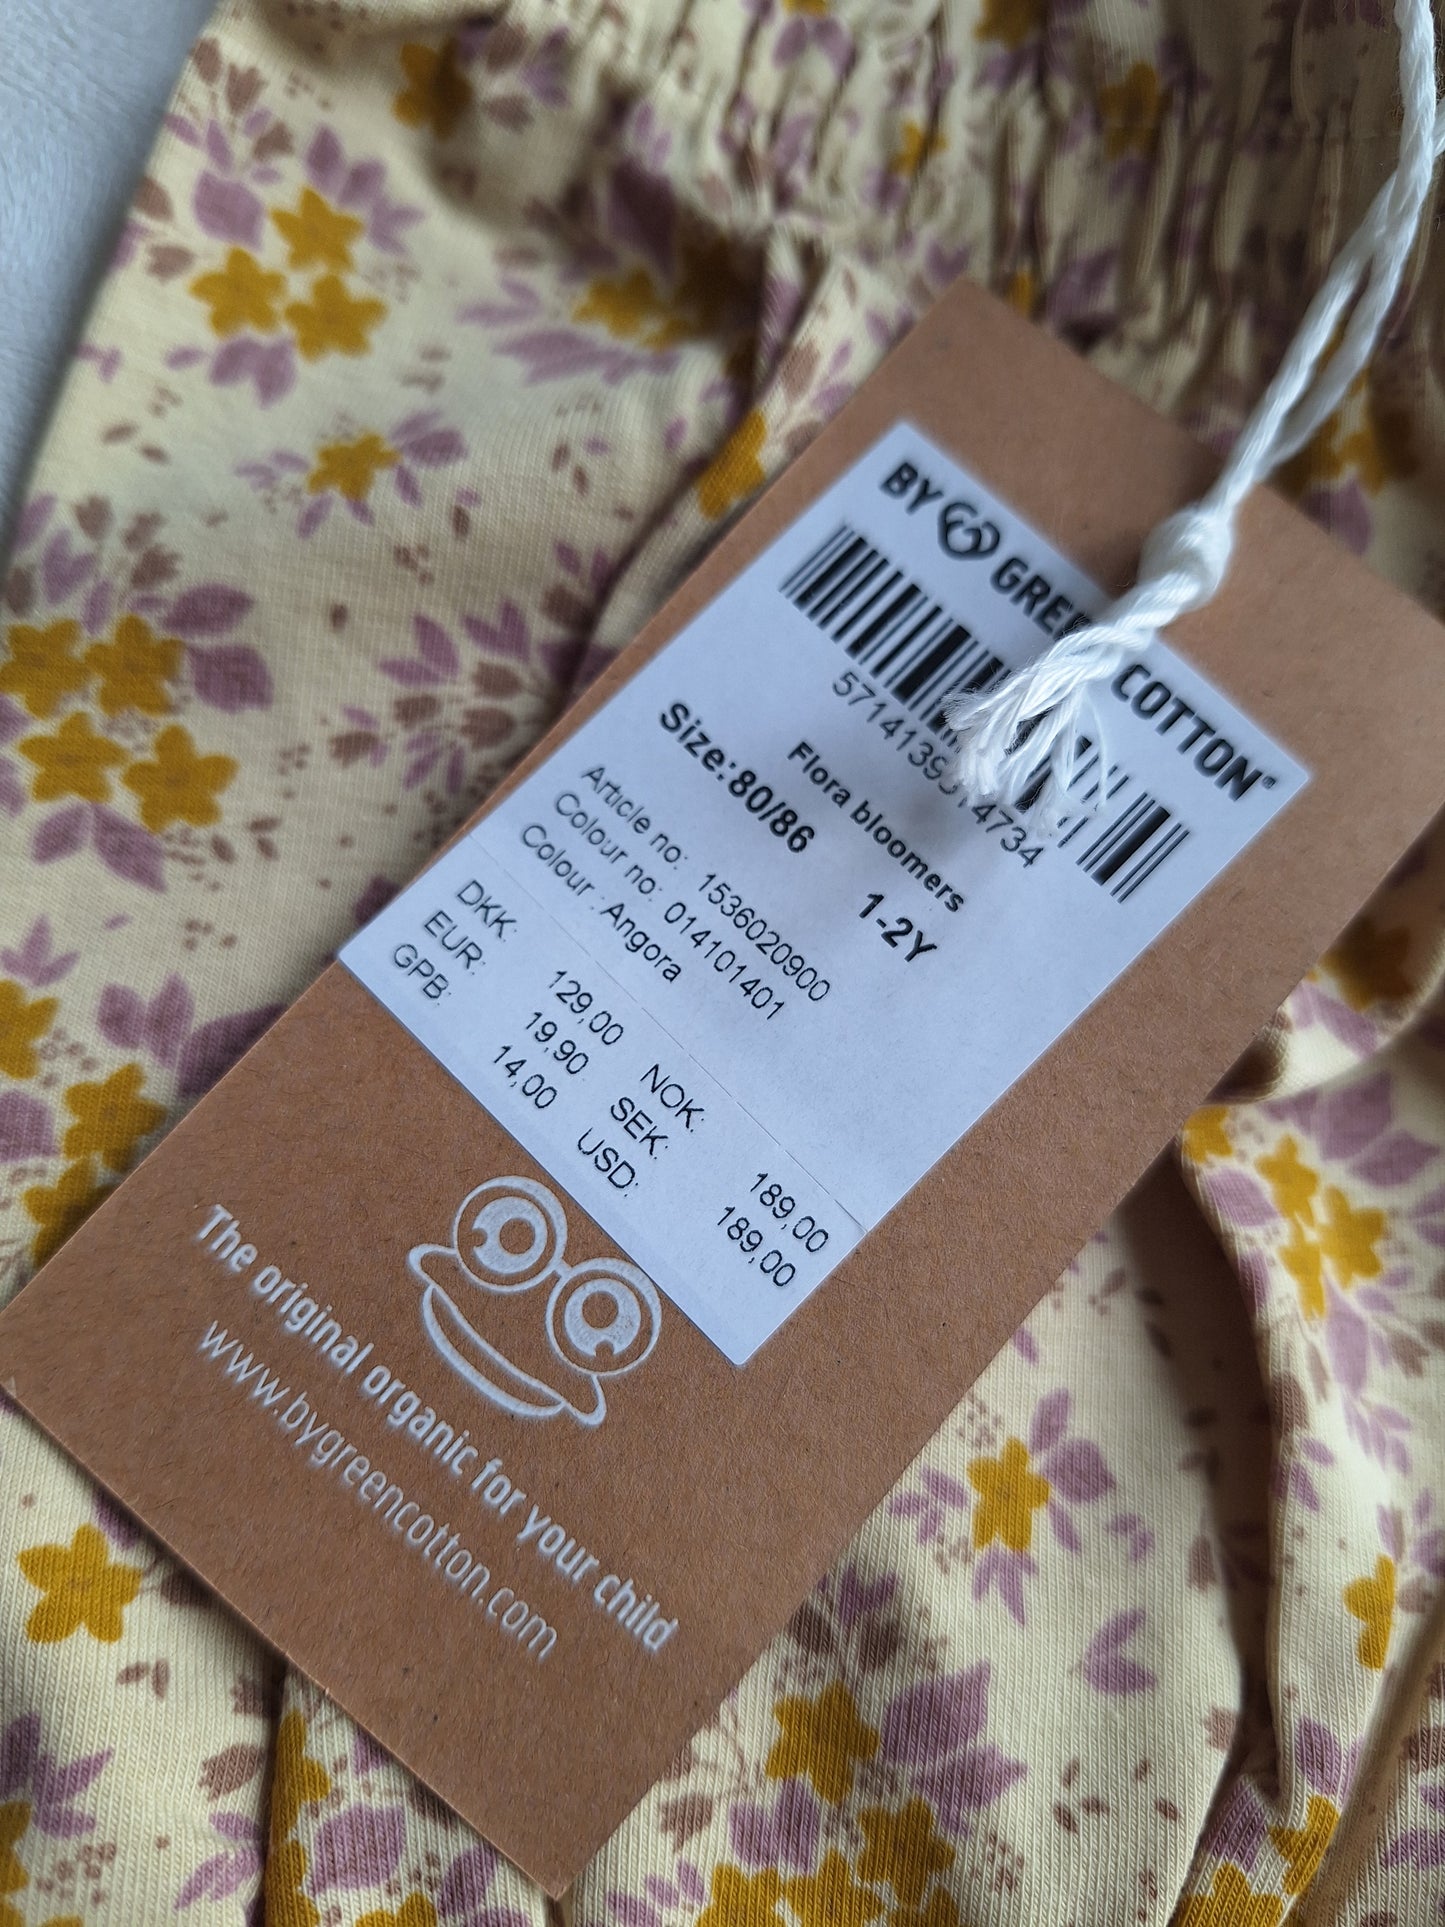 BY GREEN COTTON®
5714139314734
Flora bloomers
Size: 80/86 1-2Y
Article no: 1536020900
Colour no: 014101401
Colour : Angora
DKK: 129,00 NOK: 189,00
EUR: 19,90 SEK: 189,00
GPB: 14,00 USD:
The original organic for your child
www.bygreencotton.com